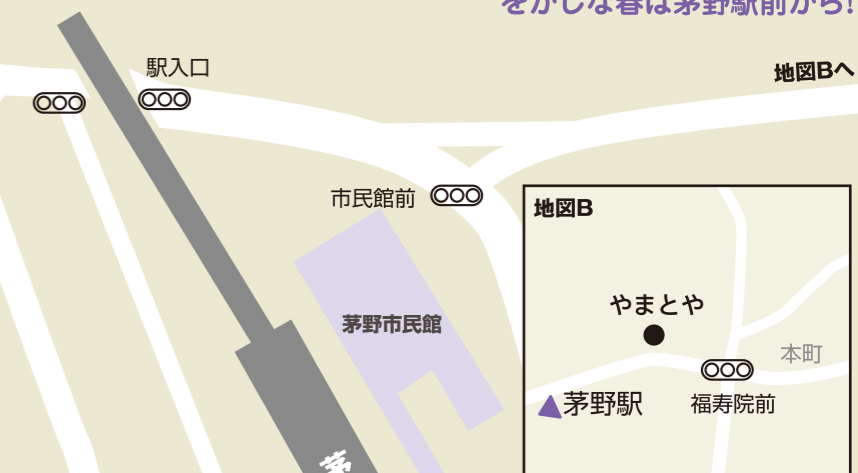 をかしな春は茅野駅前から!
駅入口
地図Bへ
市民館前
地図B
やまとや
茅野市民館
本町
茅野駅
福寿院前
茅